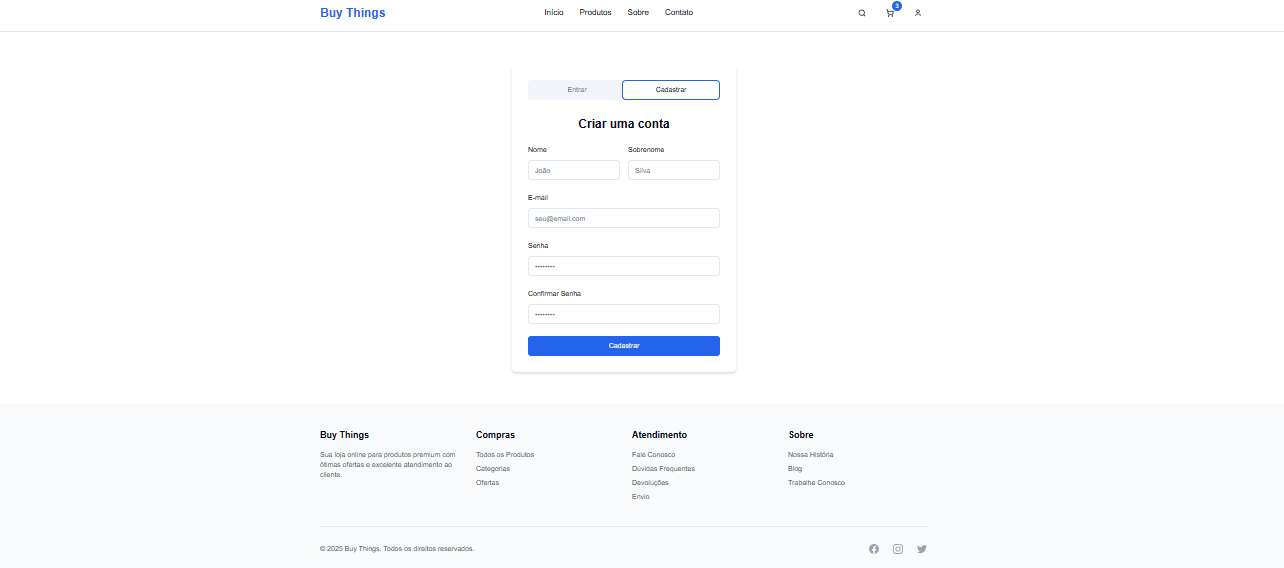 Buy Things
Início Produtos Sobre Contato
3
Entrar Cadastrar
Criar uma conta
Nome Sobrenome
João Silva
E-mail
seu@email.com
Senha
••••••••
Confirmar Senha
••••••••
Cadastrar
Buy Things
Sua loja online para produtos premium com
ótimas ofertas e excelente atendimento ao
cliente.
Compras
Todos os Produtos
Categorias
Ofertas
Atendimento
Fale Conosco
Dúvidas Frequentes
Devoluções
Envio
Sobre
Nossa História
Blog
Trabalhe Conosco
© 2025 Buy Things. Todos os direitos reservados.